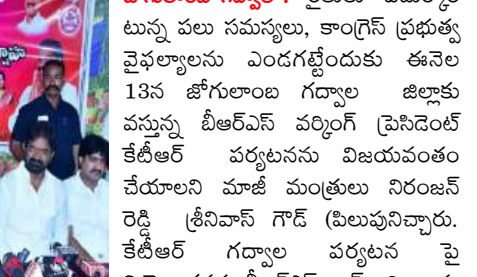 టున్న పలు సమస్యలు, కాంగ్రెస్ ప్రభుత్వ
వైఫల్యాలను ఎండగట్టేందుకు ఈనెల
13న జోగులాంబ గద్వాల జిల్లాకు
వస్తున్న బీఆర్ఎస్ వర్కింగ్ ప్రెసిడెంట్
కేటీఆర్ పర్యటనను విజయవంతం
చేయాలని మాజీ మంత్రులు నిరంజన్
రెడ్డి శ్రీనివాస్ గౌడ్ (పిలుపునిచ్చారు.
కేటీఆర్ గద్వాల పర్యటన పై